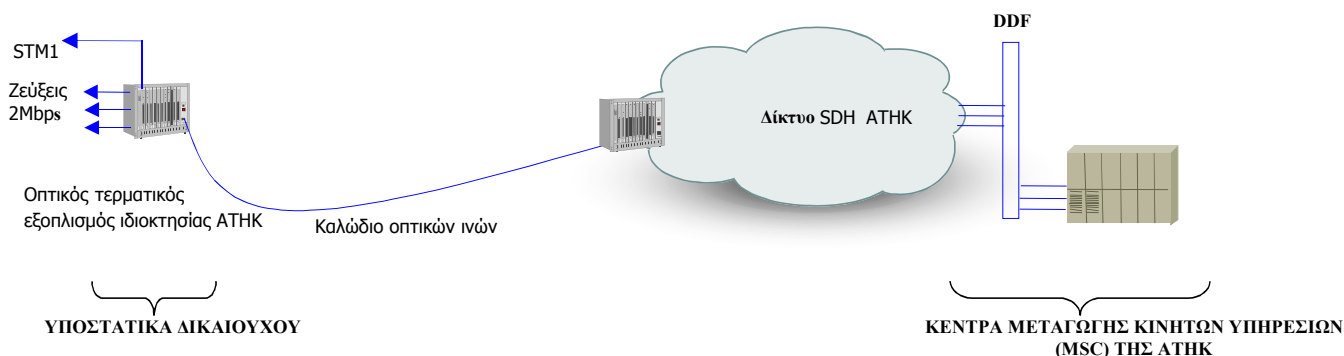 DDF
STM1
Ζεύξεις
2Mbps
Δίκτυο SDH ΑΤΗΚ
Οπτικός τερματικός
εξοπλισμός ιδιοκτησίας ΑΤΗΚ
Καλώδιο οπτικών ινών
ΥΠΟΣΤΑΤΙΚΑ ΔΙΚΑΙΟΥΧΟΥ
ΚΕΝΤΡΑ ΜΕΤΑΓΩΓΗΣ ΚΙΝΗΤΩΝ ΥΠΗΡΕΣΙΩΝ
(MSC) ΤΗΣ ΑΤΗΚ